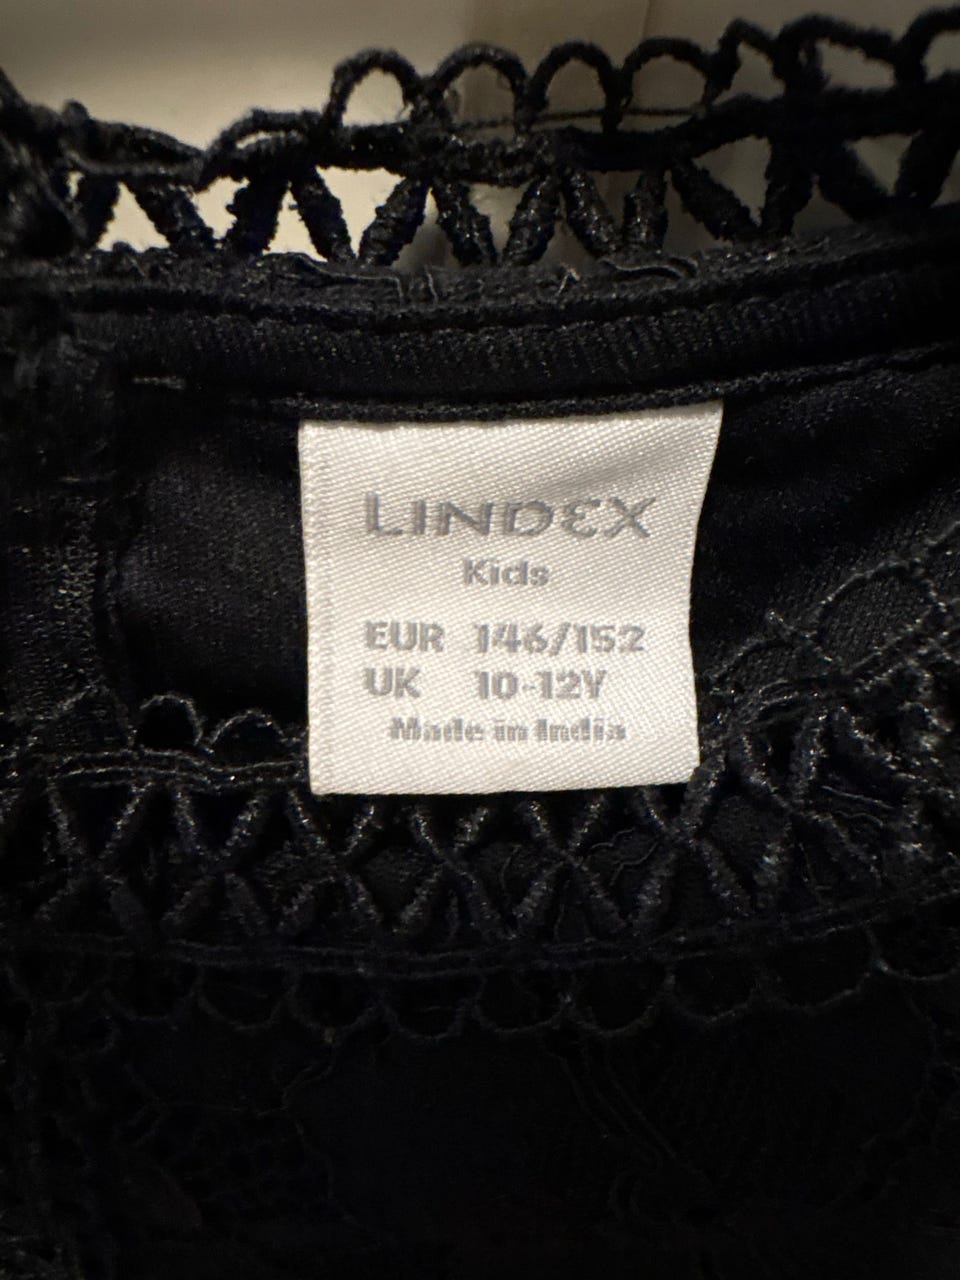 LINDEX
Kids
EUR 146/152
UK 10-12Y
Made in India